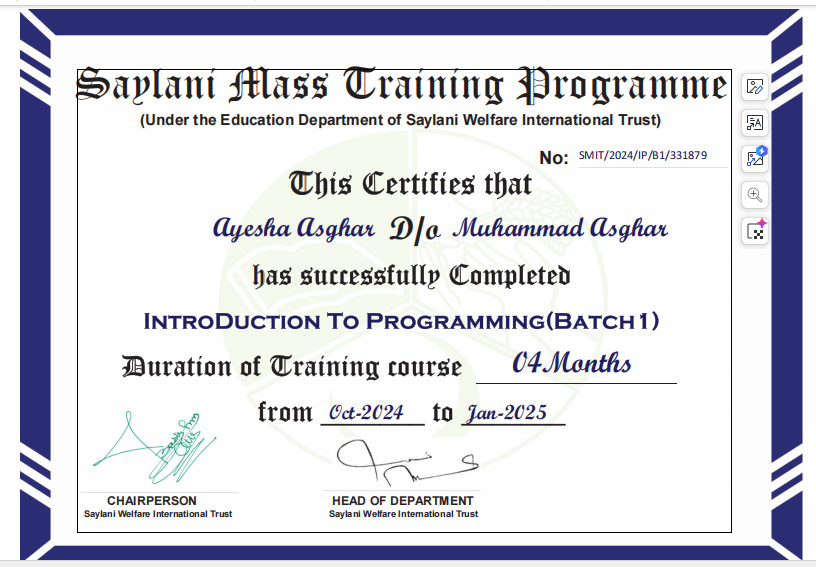 Saylani Mass Training Programme
(Under the Education Department of Saylani Welfare International Trust)
No: SMIT/2024/IP/B1/331879
This Certifies that
Ayesha Asghar D/o Muhammad Asghar
has successfully Completed
IntroDuction To Programming(Batch1)
Duration of Training course 04Months
from Oct-2024 to Jan-2025
CHAIRPERSON
Saylani Welfare International Trust
HEAD OF DEPARTMENT
Saylani Welfare International Trust